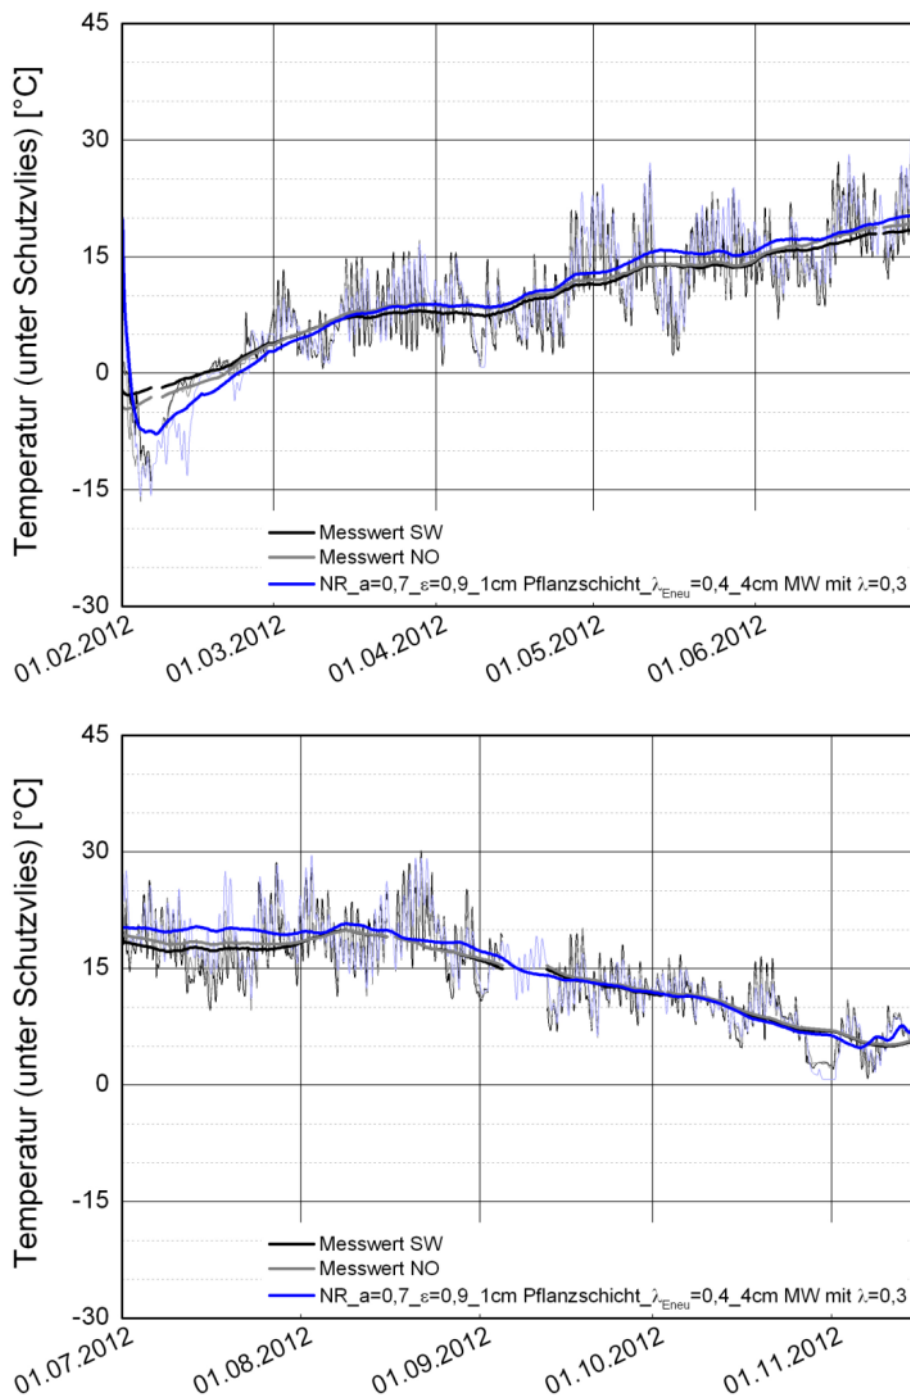 Temperatur (unter Schutzvlies) [°C]
45
30
15
0
-15
-30
Messwert SW
Messwert NO
NR_a=0,7_ε=0,9_1cm Pflanzschicht_λ_Eneu=0,4_4cm MW mit λ=0,3
01.02.2012
01.03.2012
01.04.2012
01.05.2012
01.06.2012
Temperatur (unter Schutzvlies) [°C]
45
30
15
0
-15
-30
Messwert SW
Messwert NO
NR_a=0,7_ε=0,9_1cm Pflanzschicht_λ_Eneu=0,4_4cm MW mit λ=0,3
01.07.2012
01.08.2012
01.09.2012
01.10.2012
01.11.2012